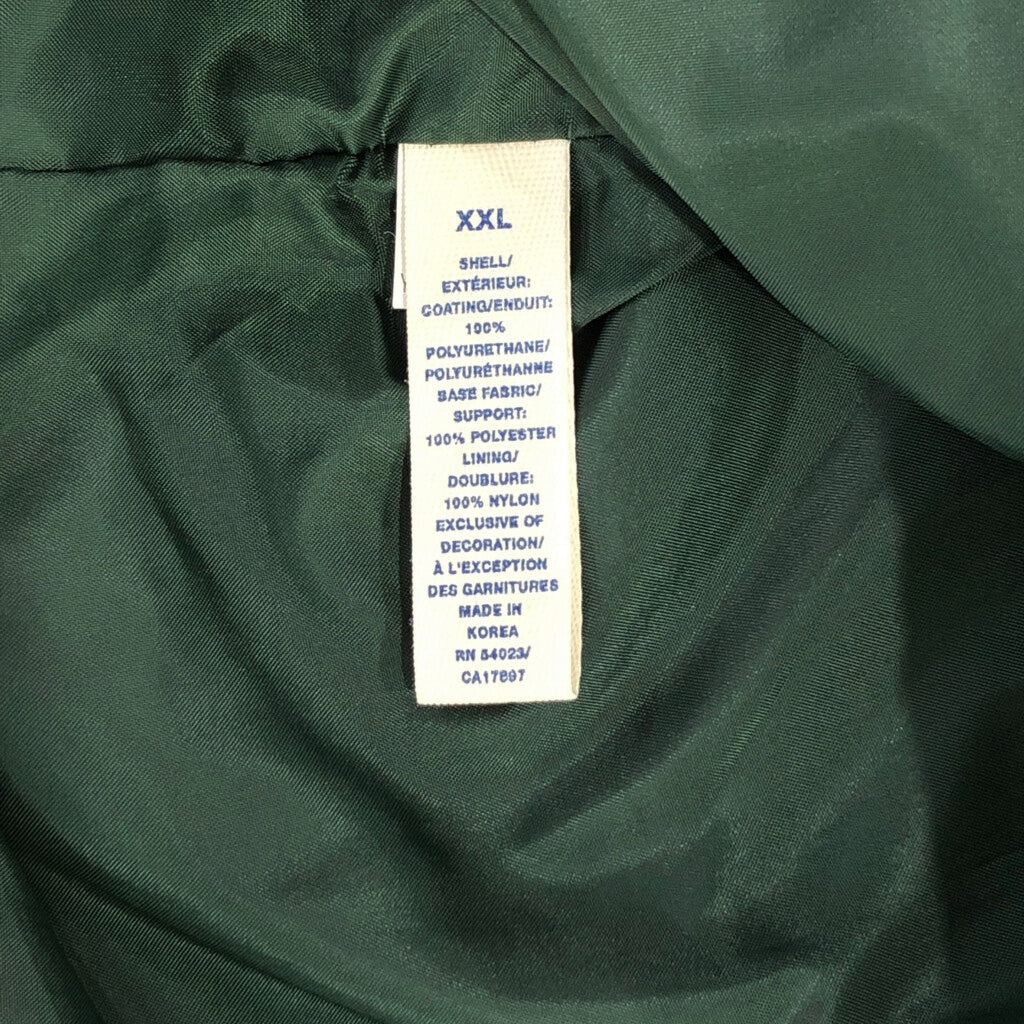 XXL
SHELL/
EXTÉRIEUR:
COATING/ENDUIT:
100%
POLYURETHANE/
POLYURÉTHANNE
BASE FABRIC/
SUPPORT:
100% POLYESTER
LINING/
DOUBLURE:
100% NYLON
EXCLUSIVE OF
DECORATION/
À L'EXCEPTION
DES GARNITURES
MADE IN
KOREA
RN 54023/
CA17897